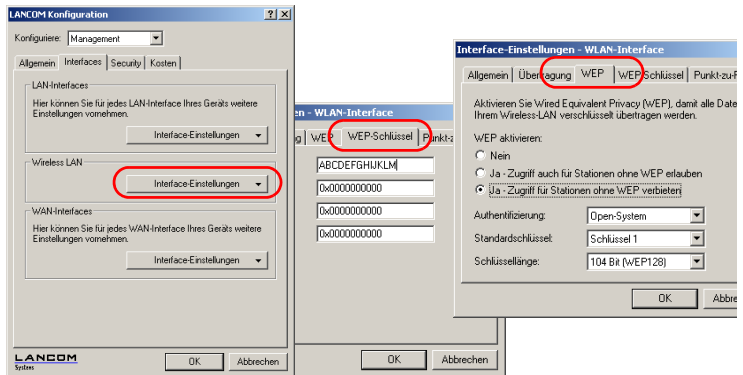 LANCOM Konfiguration
Konfiguriere: Management
Allgemein Interfaces Security Kosten
LAN-Interfaces
Hier können Sie für jedes LAN-Interface Ihres Geräts weitere
Einstellungen vornehmen.
Interface-Einstellungen
Wireless LAN
Interface-Einstellungen
WAN-Interfaces
Hier können Sie für jedes WAN-Interface Ihres Geräts weitere
Einstellungen vornehmen.
Interface-Einstellungen
LANCOM
Systems
OK Abbrechen
en - WLAN-Interface
g WEP WEP-Schlüssel Punkt-z
ABCDEFGHIJKLM
0x0000000000
0x0000000000
0x0000000000
OK Abbrechen
Interface-Einstellungen - WLAN-Interface
Allgemein Übertragung WEP WEP-Schlüssel Punkt-zu-P
Aktivieren Sie Wired Equivalent Privacy (WEP), damit alle Date
Ihrem Wireless-LAN verschlüsselt übertragen werden.
WEP aktivieren:
Nein
Ja - Zugriff auch für Stationen ohne WEP erlauben
Ja - Zugriff für Stationen ohne WEP verbieten
Authentifizierung: Open-System
Standardschlüssel: Schlüssel 1
Schlüssellänge: 104 Bit (WEP128)
OK Abbre